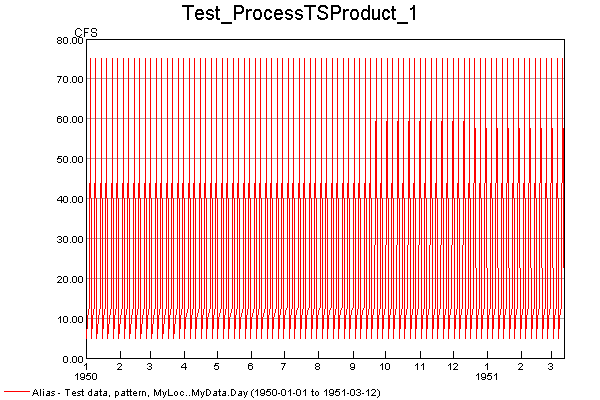 Test_ProcessTSProduct_1
CFS
80.00
70.00
60.00
50.00
40.00
30.00
20.00
10.00
0.00
1 2 3 4 5 6 7 8 9 10 11 12 1 2 3
1950 1951
Alias - Test data, pattern, MyLoc..MyData.Day (1950-01-01 to 1951-03-12)